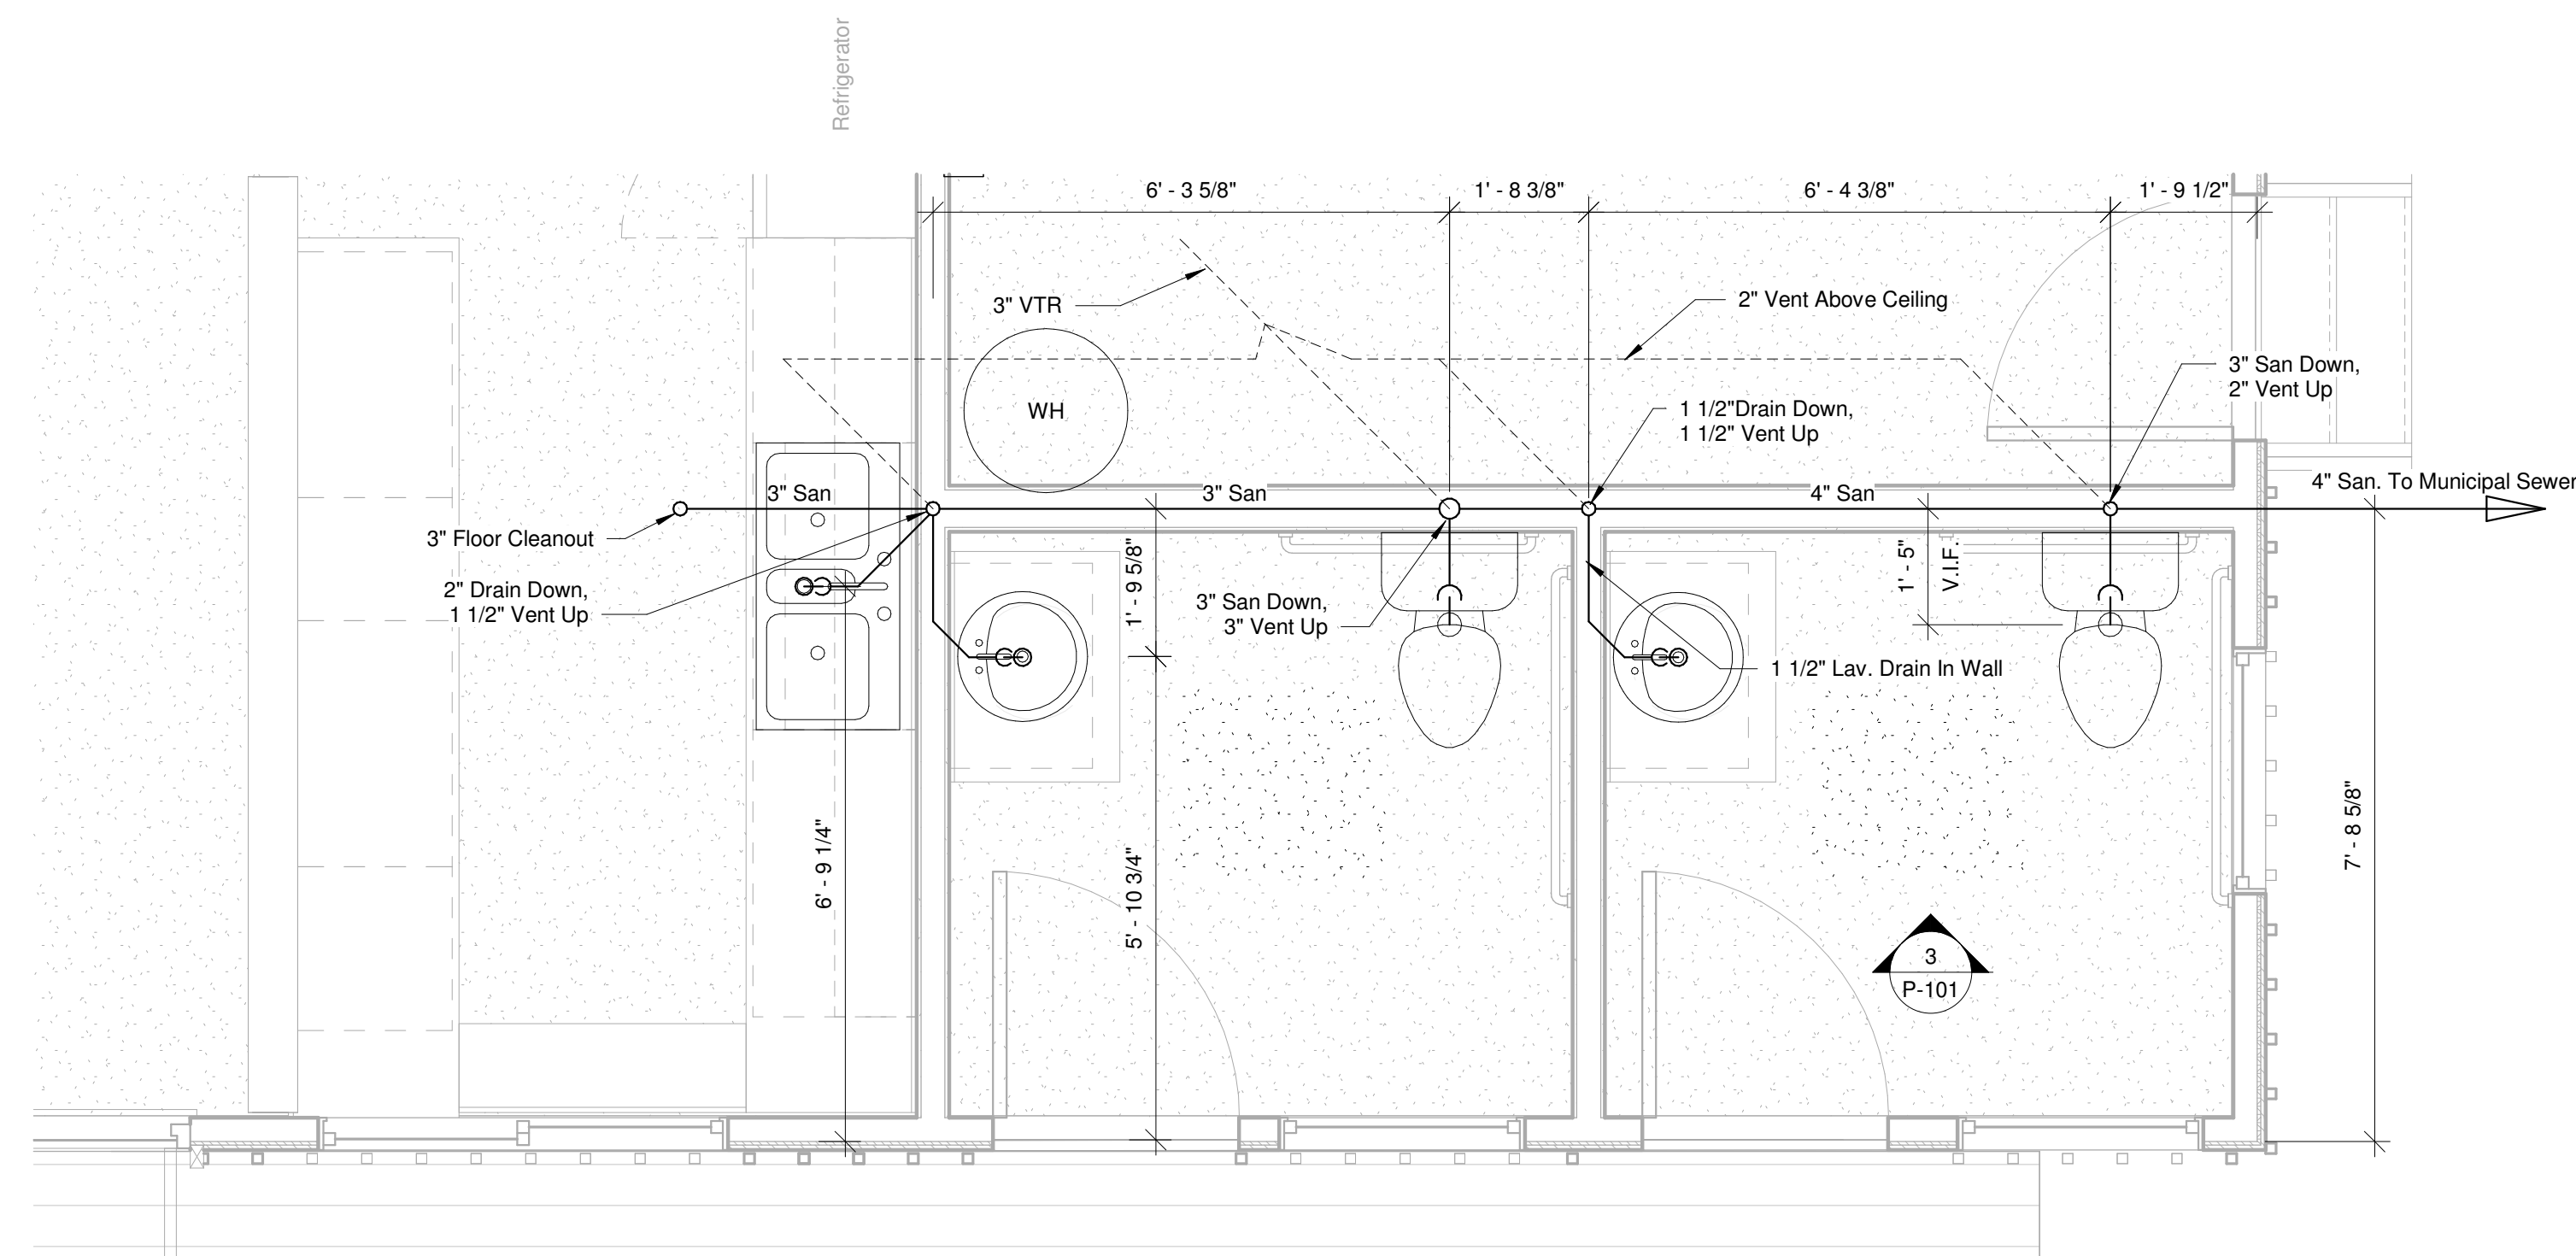 Refrigerator
6' - 3 5/8"
1' - 8 3/8"
6' - 4 3/8"
1' - 9 1/2"
3" VTR
2" Vent Above Ceiling
3" San Down,
2" Vent Up
WH
1 1/2"Drain Down,
1 1/2" Vent Up
3" San
3" San
4" San
4" San. To Municipal Sewer
3" Floor Cleanout
2" Drain Down,
1 1/2" Vent Up
1' - 9 5/8"
3" San Down,
3" Vent Up
1' - 5"
V.I.F.
1 1/2" Lav. Drain In Wall
6' - 9 1/4"
5' - 10 3/4"
7' - 8 5/8"
3
P-101